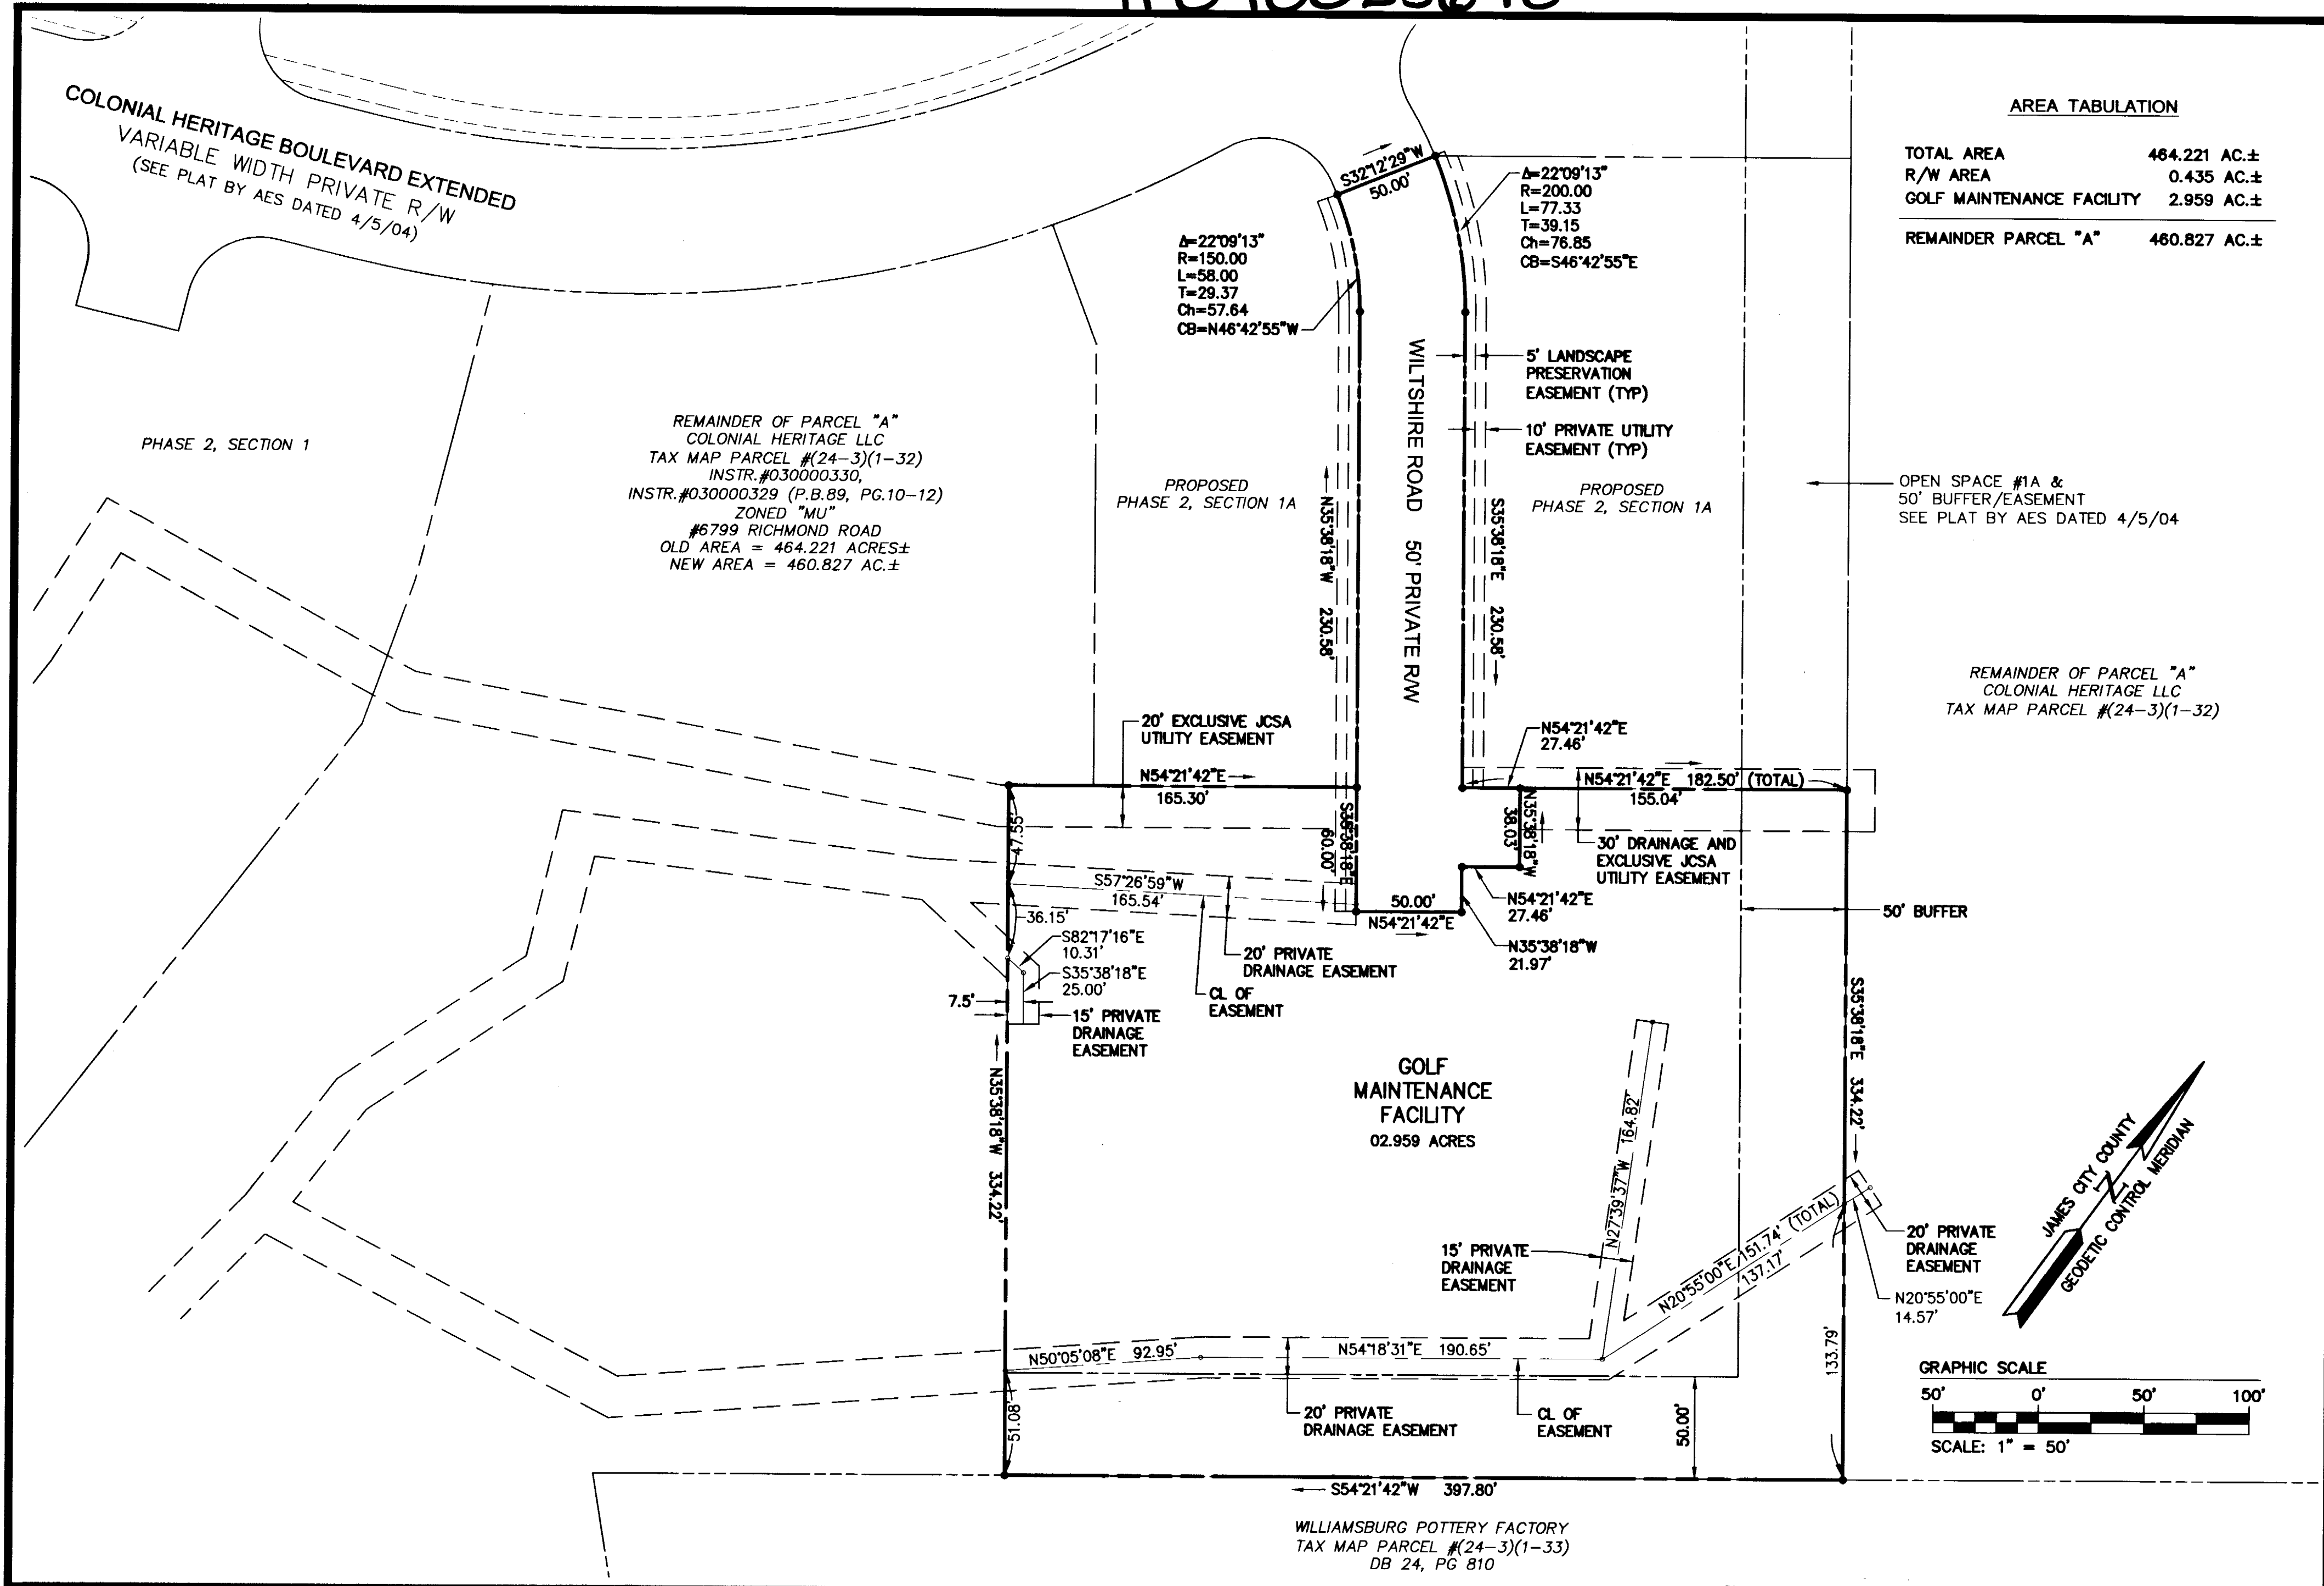 COLONIAL HERITAGE BOULEVARD EXTENDED
VARIABLE WIDTH PRIVATE R/W
(SEE PLAT BY AES DATED 4/5/04)
AREA TABULATION
TOTAL AREA 464.221 AC.±
R/W AREA 0.435 AC.±
GOLF MAINTENANCE FACILITY 2.959 AC.±
REMAINDER PARCEL "A" 460.827 AC.±
S32°12'29"W
50.00'
Δ=22°09'13"
R=200.00
L=77.33
T=39.15
Ch=76.85
CB=S46°42'55"E
Δ=22°09'13"
R=150.00
L=58.00
T=29.37
Ch=57.64
CB=N46°42'55"W
5' LANDSCAPE
PRESERVATION
EASEMENT (TYP)
10' PRIVATE UTILITY
EASEMENT (TYP)
WILTSHIRE ROAD 50' PRIVATE R/W
N35°38'18"W 230.58'
S35°38'18"E 230.58'
PHASE 2, SECTION 1
REMAINDER OF PARCEL "A"
COLONIAL HERITAGE LLC
TAX MAP PARCEL #(24-3)(1-32)
INSTR.#030000330,
INSTR.#030000329 (P.B.89, PG.10-12)
ZONED "MU"
#6799 RICHMOND ROAD
OLD AREA = 464.221 ACRES±
NEW AREA = 460.827 AC.±
PROPOSED
PHASE 2, SECTION 1A
PROPOSED
PHASE 2, SECTION 1A
OPEN SPACE #1A &
50' BUFFER/EASEMENT
SEE PLAT BY AES DATED 4/5/04
REMAINDER OF PARCEL "A"
COLONIAL HERITAGE LLC
TAX MAP PARCEL #(24-3)(1-32)
20' EXCLUSIVE JCSA
UTILITY EASEMENT
N54°21'42"E
165.30'
N54°21'42"E
27.46'
N54°21'42"E 182.50' (TOTAL)
155.04'
47.55'
S35°38'18"E
60.00'
N35°38'18"W
38.03'
30' DRAINAGE AND
EXCLUSIVE JCSA
UTILITY EASEMENT
S57°26'59"W
165.54'
50.00'
N54°21'42"E
N54°21'42"E
27.46'
50' BUFFER
36.15'
S82°17'16"E
10.31'
S35°38'18"E
25.00'
20' PRIVATE
DRAINAGE EASEMENT
N35°38'18"W
21.97'
7.5'
CL OF
EASEMENT
15' PRIVATE
DRAINAGE
EASEMENT
N35°38'18"W 334.22'
S35°38'18"E 334.22'
GOLF
MAINTENANCE
FACILITY
02.959 ACRES
N27°39'37"W 164.82'
15' PRIVATE
DRAINAGE
EASEMENT
N20°55'00"E 151.74' (TOTAL)
137.17'
JAMES CITY COUNTY
N
GEODETIC CONTROL MERIDIAN
20' PRIVATE
DRAINAGE
EASEMENT
N20°55'00"E
14.57'
133.79'
N50°05'08"E 92.95'
N54°18'31"E 190.65'
51.08'
20' PRIVATE
DRAINAGE EASEMENT
CL OF
EASEMENT
50.00'
GRAPHIC SCALE
50' 0' 50' 100'
SCALE: 1" = 50'
S54°21'42"W 397.80'
WILLIAMSBURG POTTERY FACTORY
TAX MAP PARCEL #(24-3)(1-33)
DB 24, PG 810